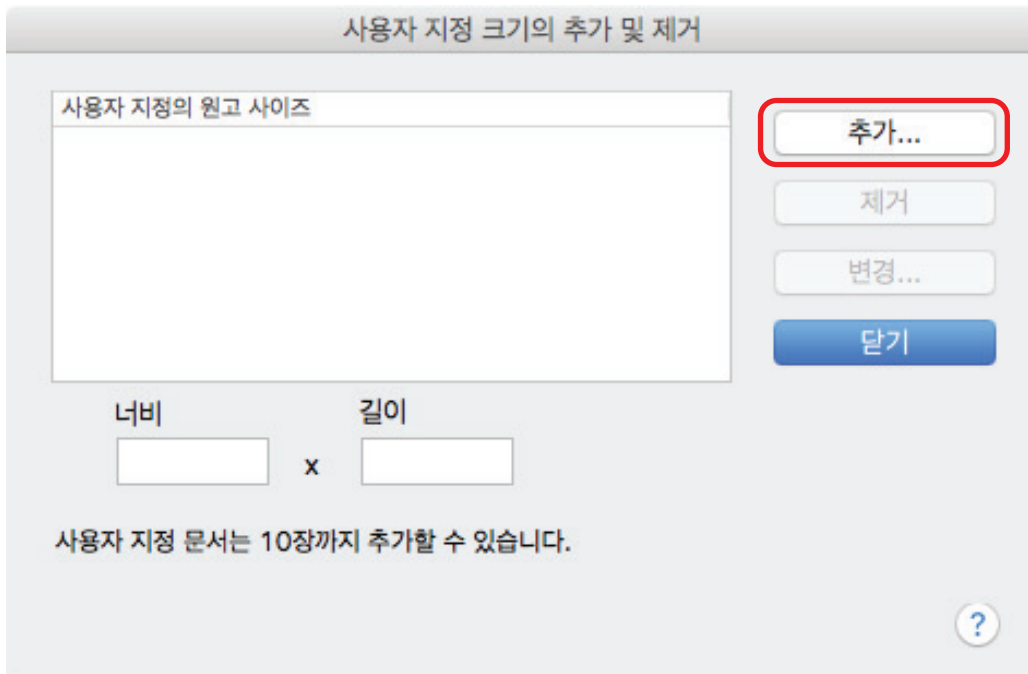 사용자 지정 크기의 추가 및 제거
사용자 지정의 원고 사이즈
추가...
제거
변경...
닫기
너비 길이
x
사용자 지정 문서는 10장까지 추가할 수 있습니다.
?